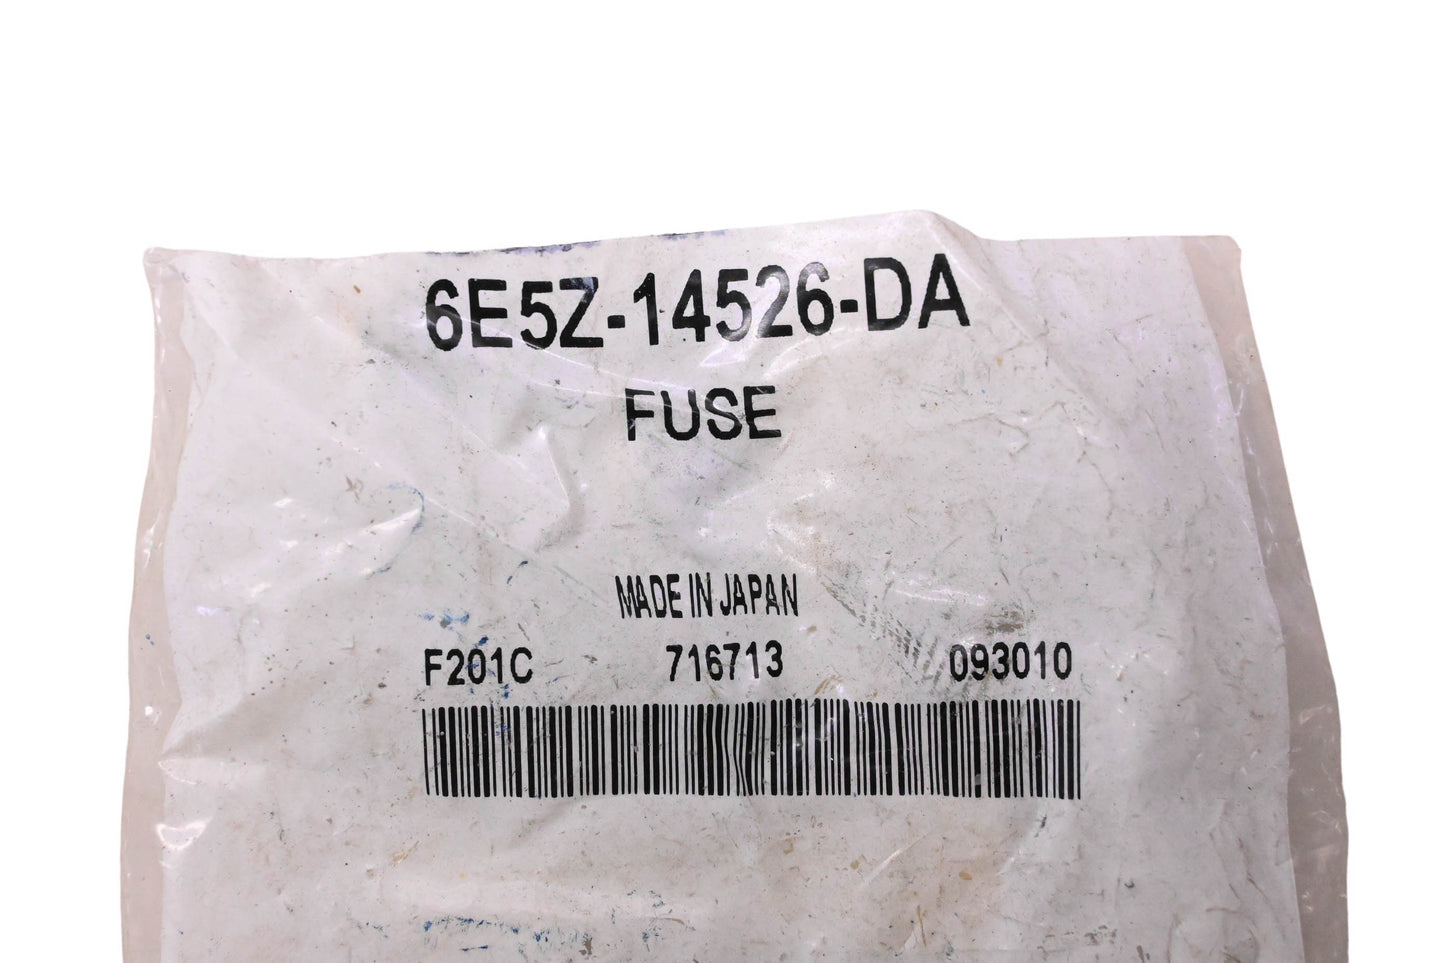 6E5Z-14526-DA
FUSE
MADE IN JAPAN
F201C 716713 093010